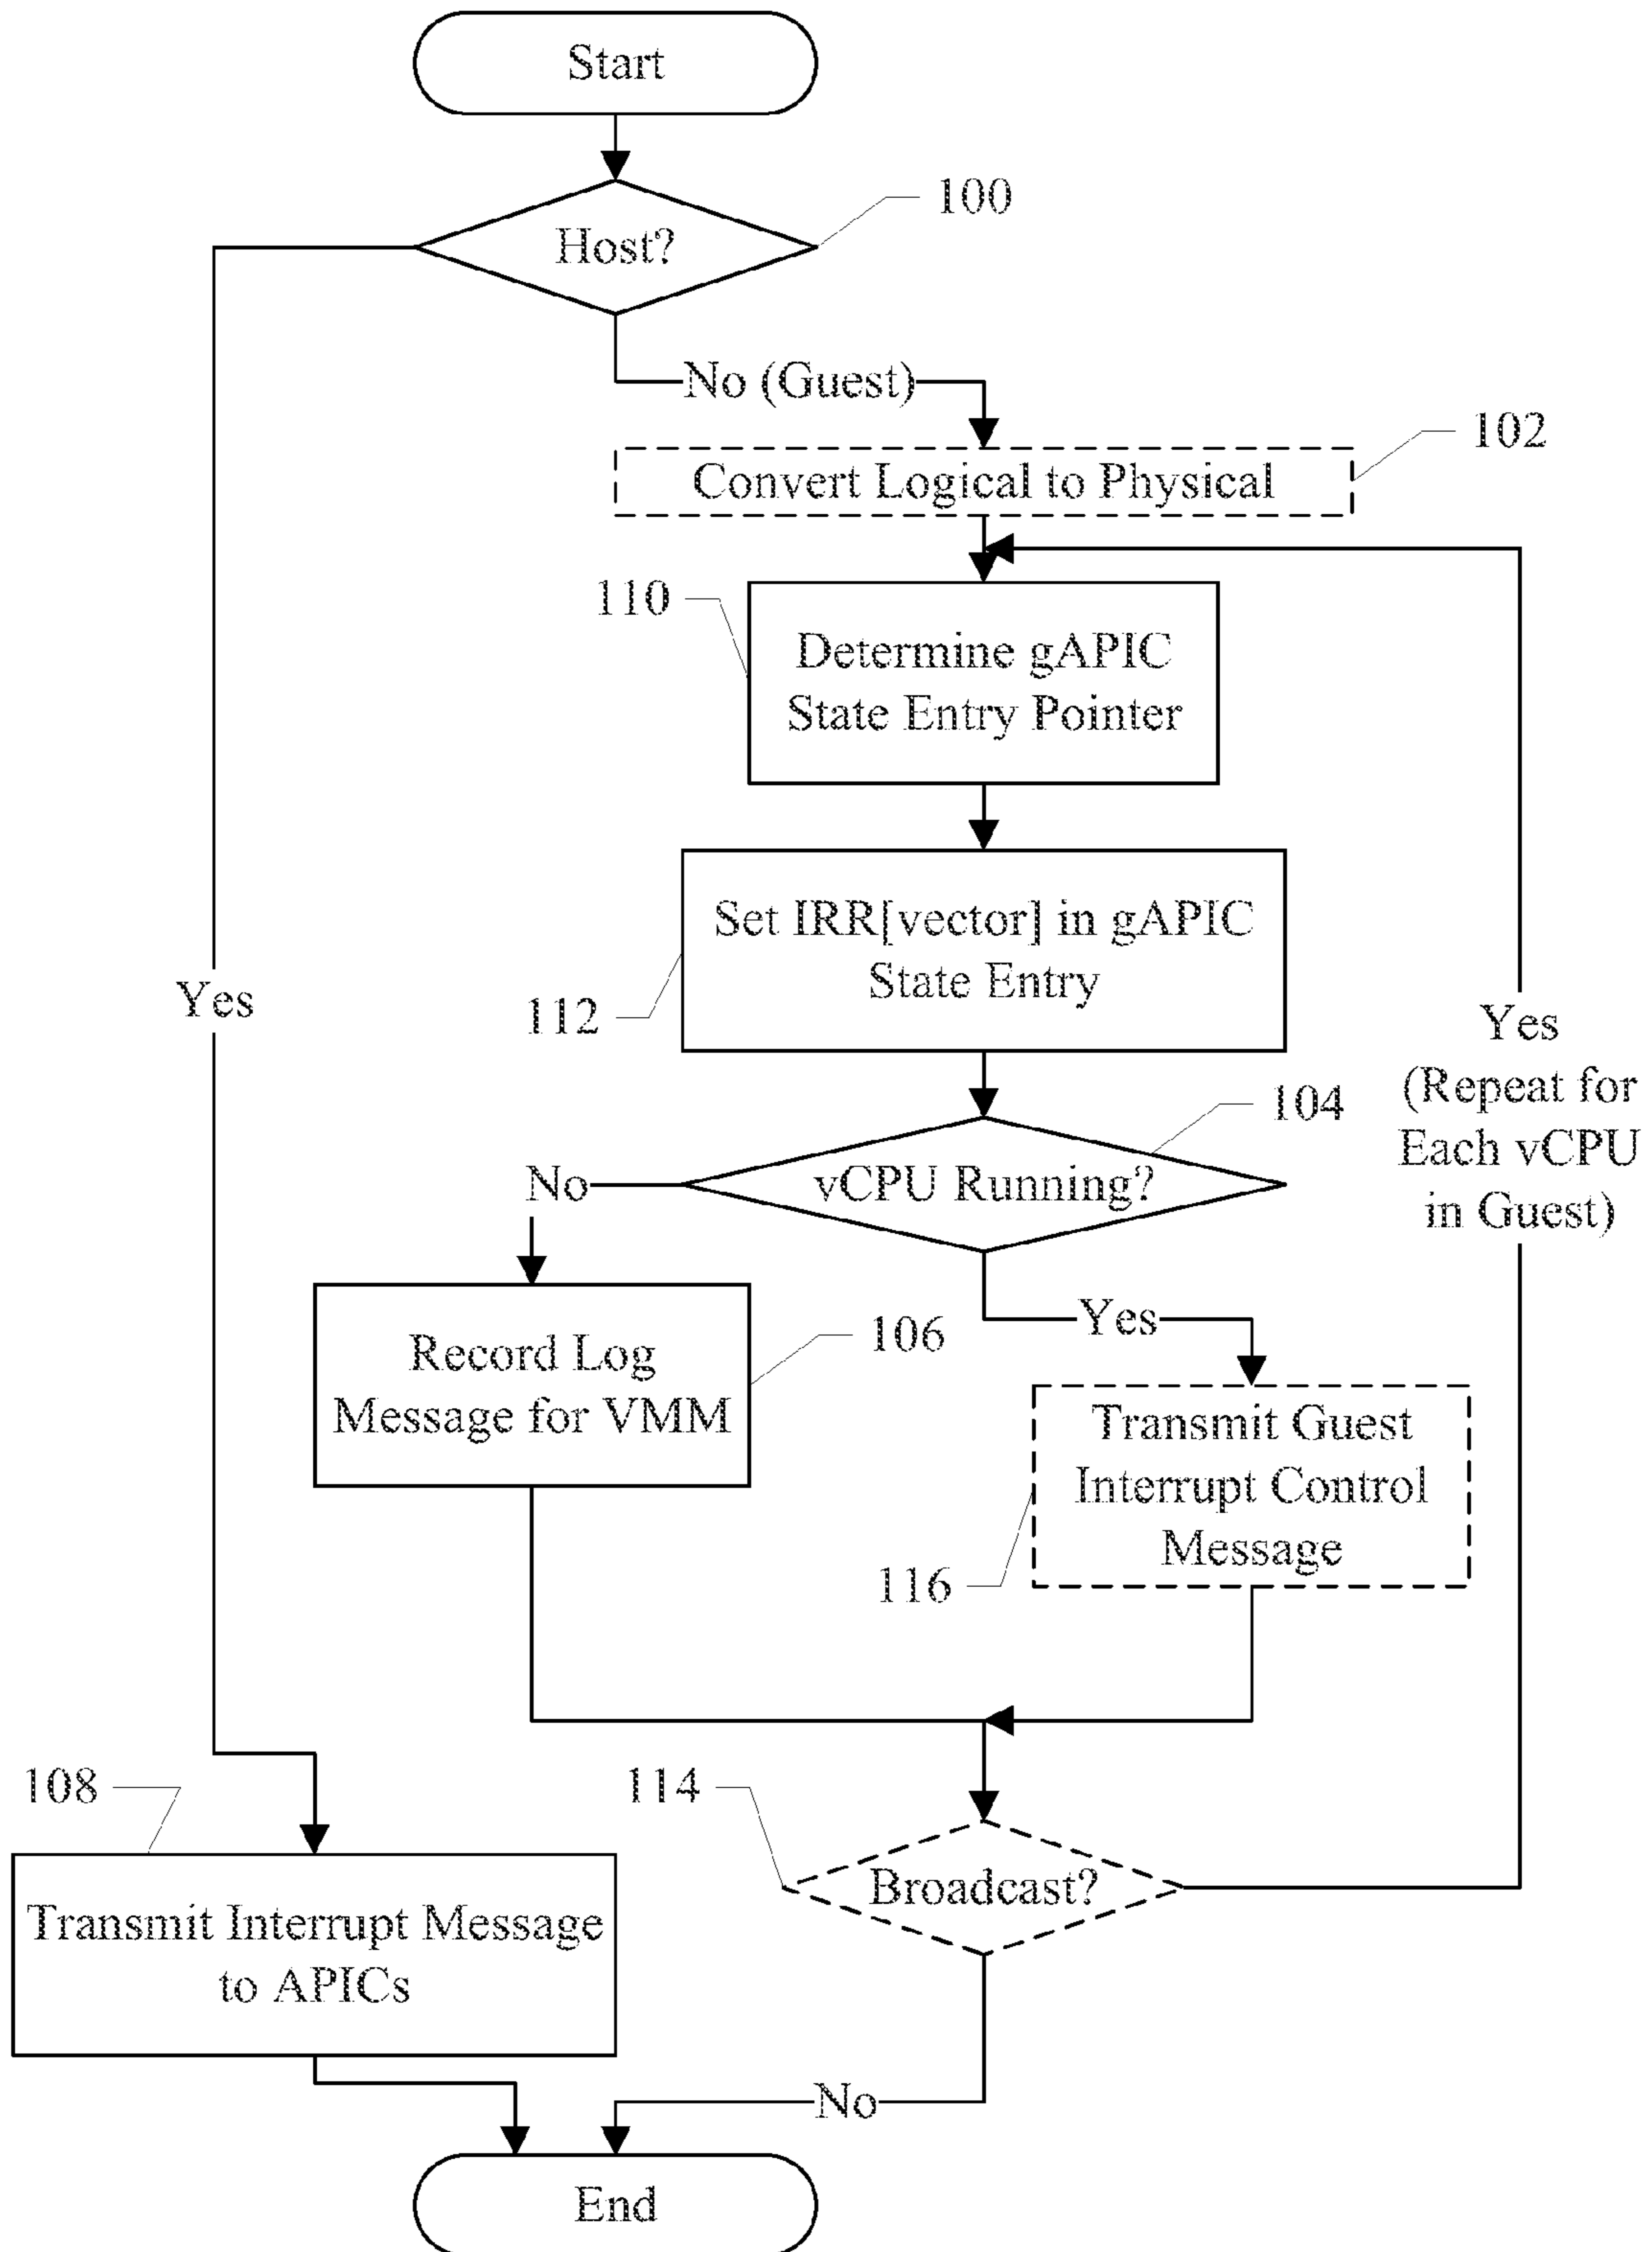 Start
100
Host?
No (Guest)
102
Convert Logical to Physical
110
Determine gAPIC
State Entry Pointer
Set IRR[vector] in gAPIC
State Entry
112
Yes
Yes
(Repeat for
Each vCPU
in Guest)
104
vCPU Running?
No
Yes
106
Record Log
Message for VMM
Transmit Guest
Interrupt Control
Message
116
108
114
Broadcast?
Transmit Interrupt Message
to APICs
No
End